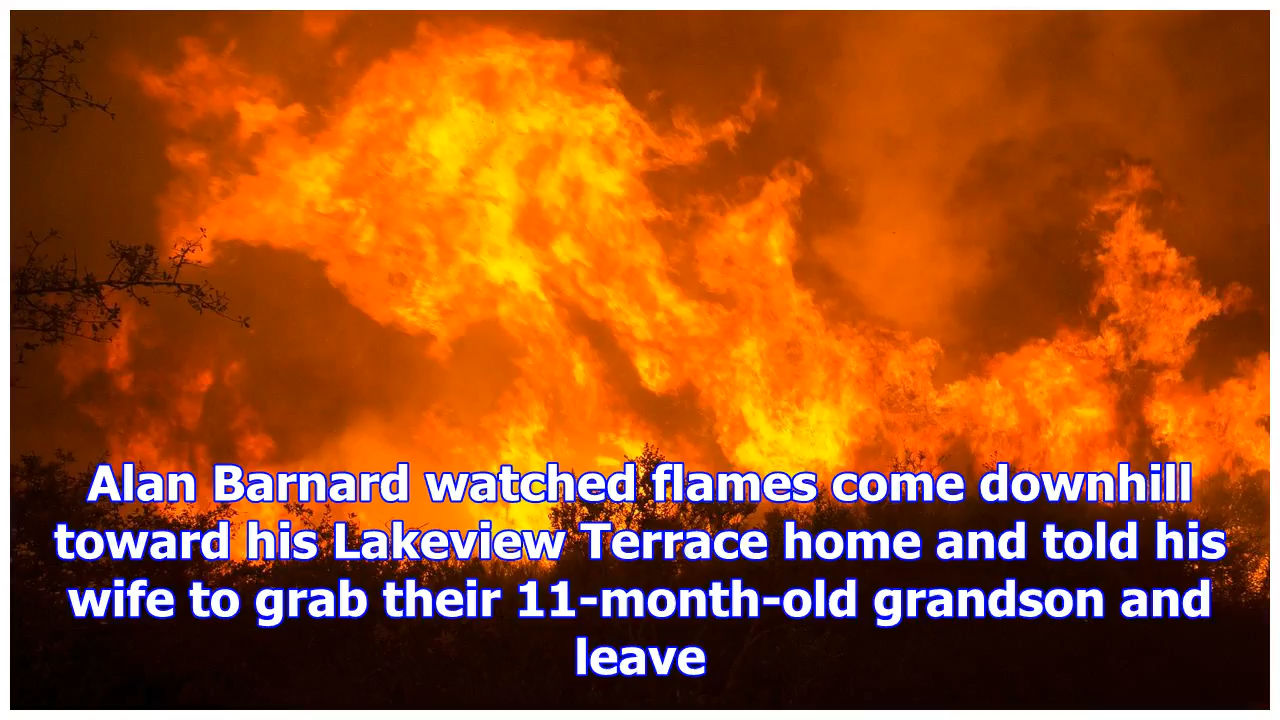 Alan Barnard watched flames come downhill
toward his Lakeview Terrace home and told his
wife to grab their 11-month-old grandson and
leave